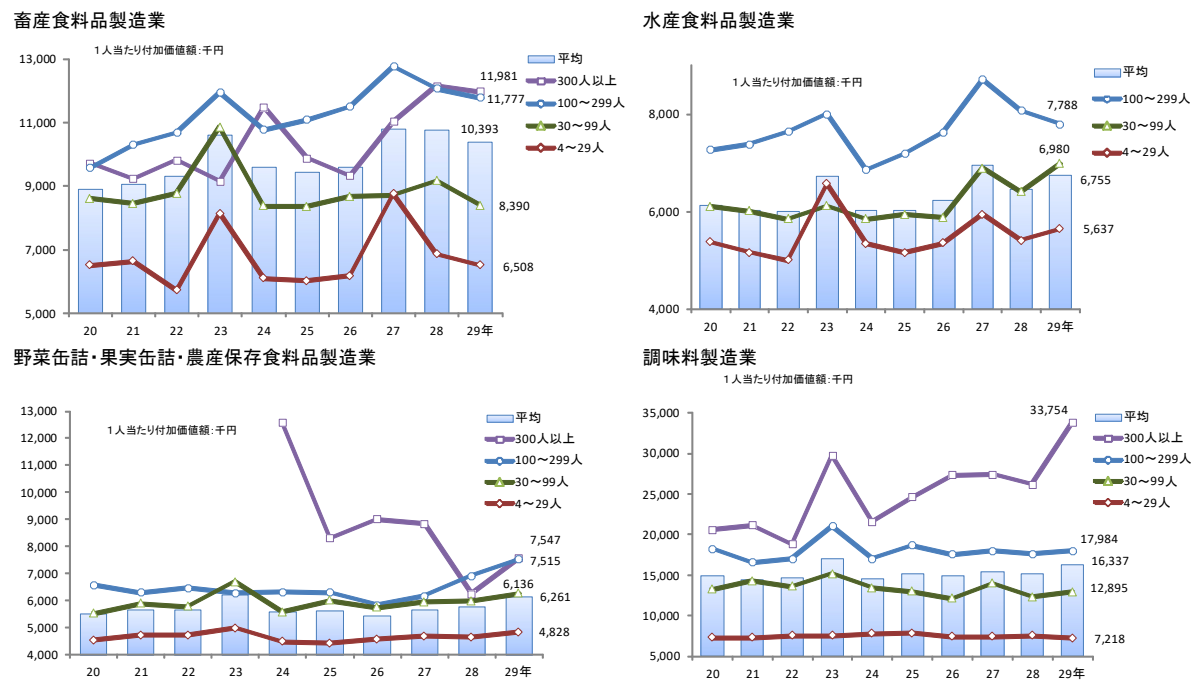 畜産食料品製造業
１人当たり付加価値額:千円
13,000
11,000
9,000
7,000
5,000
20 21 22 23 24 25 26 27 28 29年
平均
300人以上
100～299人
30～99人
4～29人
11,981
11,777
10,393
8,390
6,508
水産食料品製造業
１人当たり付加価値額:千円
8,000
6,000
4,000
20 21 22 23 24 25 26 27 28 29年
平均
100～299人
30～99人
4～29人
7,788
6,980
6,755
5,637
野菜缶詰・果実缶詰・農産保存食料品製造業
１人当たり付加価値額:千円
13,000
12,000
11,000
10,000
9,000
8,000
7,000
6,000
5,000
4,000
20 21 22 23 24 25 26 27 28 29年
平均
300人以上
100～299人
30～99人
4～29人
7,547
7,515
6,136
6,261
4,828
調味料製造業
１人当たり付加価値額:千円
35,000
30,000
25,000
20,000
15,000
10,000
5,000
20 21 22 23 24 25 26 27 28 29年
平均
300人以上
100～299人
30～99人
4～29人
33,754
17,984
16,337
12,895
7,218